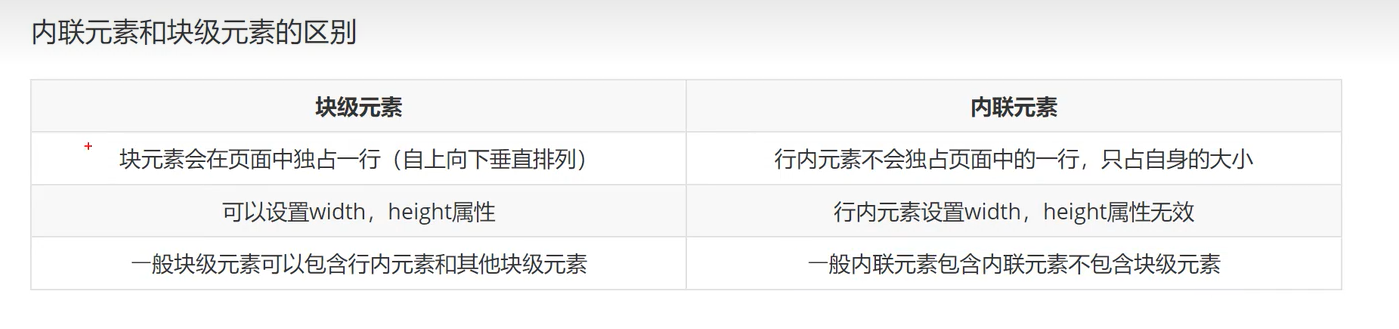 内联元素和块级元素的区别
块级元素 内联元素
块元素会在页面中独占一行（自上向下垂直排列） 行内元素不会独占页面中的一行，只占自身的大小
可以设置width，height属性 行内元素设置width，height属性无效
一般块级元素可以包含行内元素和其他块级元素 一般内联元素包含内联元素不包含块级元素